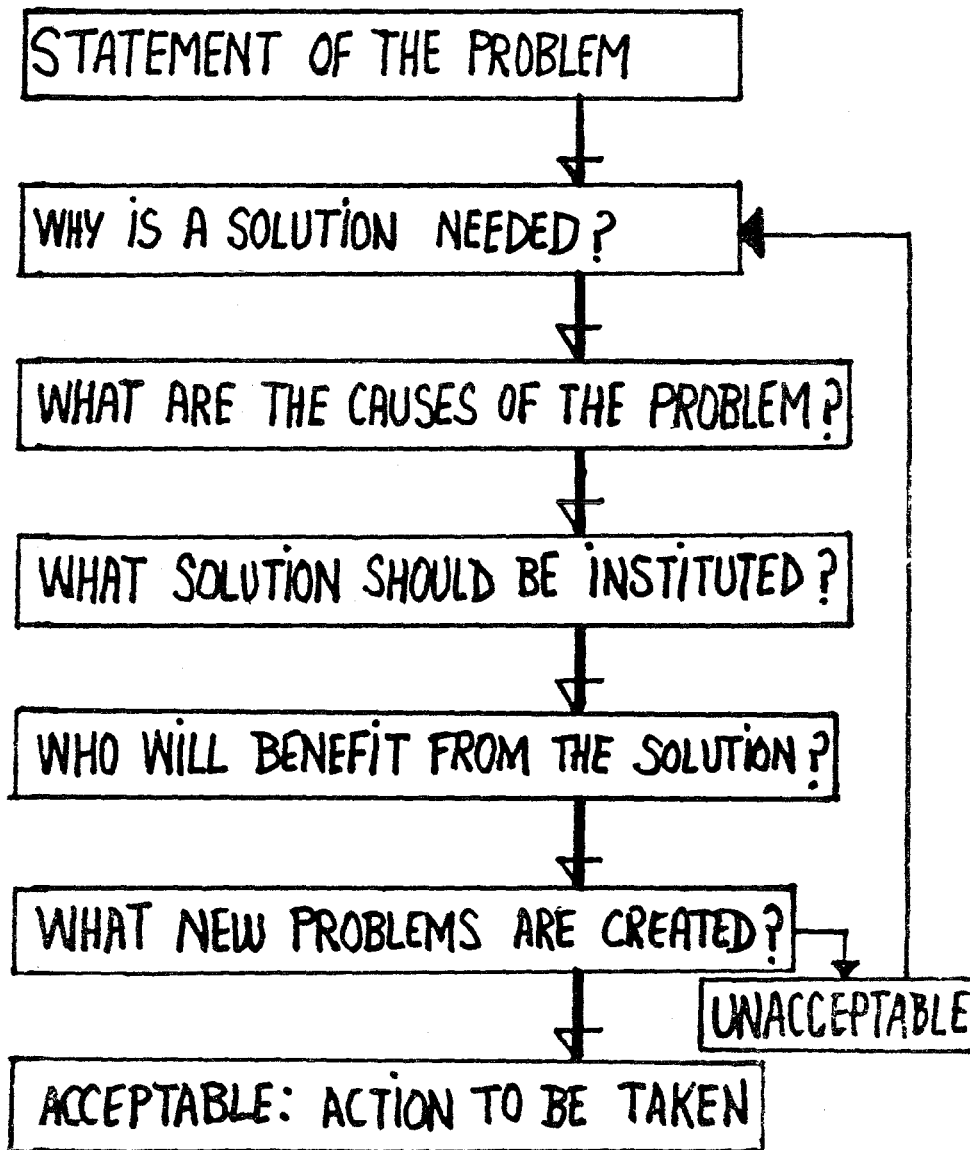 STATEMENT OF THE PROBLEM
WHY IS A SOLUTION NEEDED?
WHAT ARE THE CAUSES OF THE PROBLEM?
WHAT SOLUTION SHOULD BE INSTITUTED?
WHO WILL BENEFIT FROM THE SOLUTION?
WHAT NEW PROBLEMS ARE CREATED?
UNACCEPTABLE
ACCEPTABLE: ACTION TO BE TAKEN